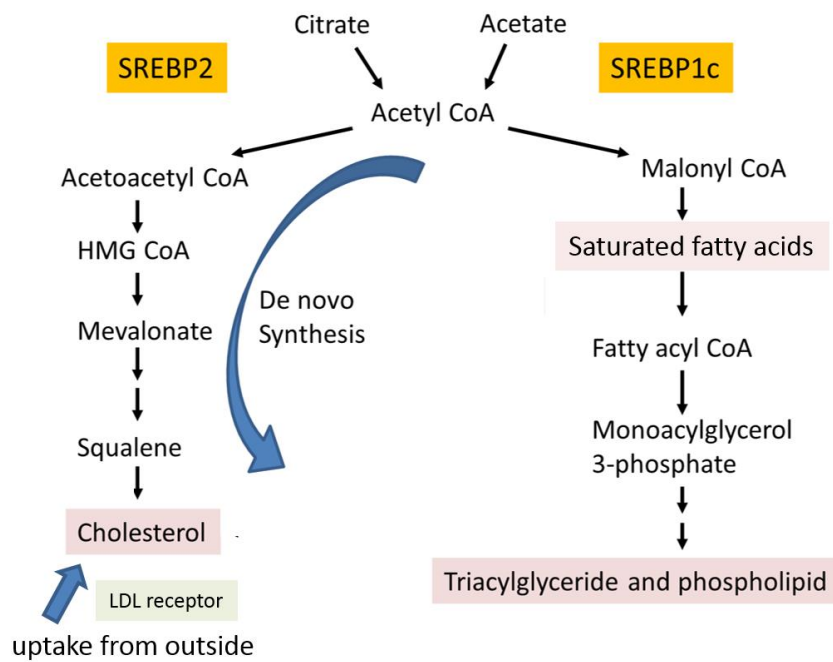 Citrate
Acetate
SREBP2
SREBP1c
Acetyl CoA
Acetoacetyl CoA
Malonyl CoA
HMG CoA
Saturated fatty acids
De novo
Synthesis
Mevalonate
Fatty acyl CoA
Monoacylglycerol
3-phosphate
Squalene
Cholesterol
Triacylglyceride and phospholipid
LDL receptor
uptake from outside